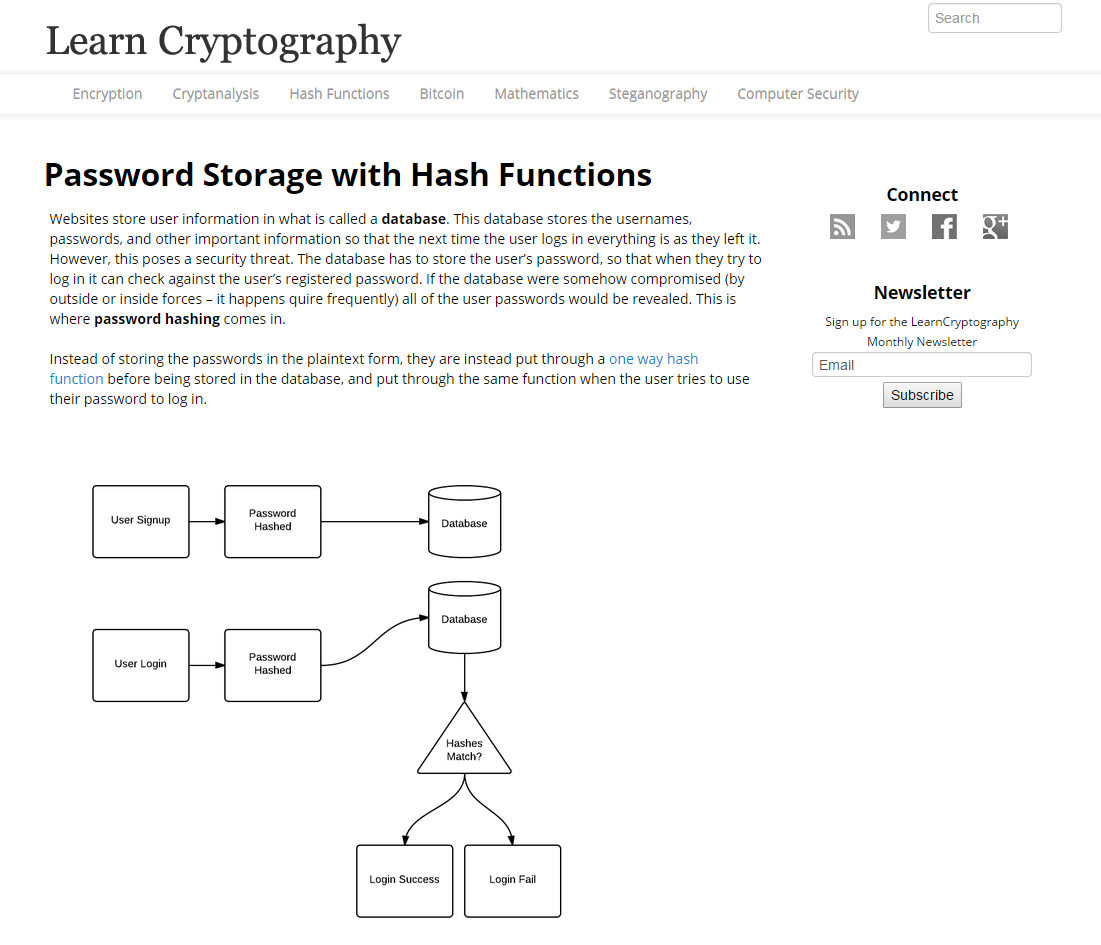 Search
Learn Cryptography
Encryption Cryptanalysis Hash Functions Bitcoin Mathematics Steganography Computer Security
Password Storage with Hash Functions
Websites store user information in what is called a database. This database stores the usernames,
passwords, and other important information so that the next time the user logs in everything is as they left it.
However, this poses a security threat. The database has to store the user’s password, so that when they try to
log in it can check against the user’s registered password. If the database were somehow compromised (by
outside or inside forces – it happens quire frequently) all of the user passwords would be revealed. This is
where password hashing comes in.
Instead of storing the passwords in the plaintext form, they are instead put through a one way hash
function before being stored in the database, and put through the same function when the user tries to use
their password to log in.
Connect
g+
Newsletter
Sign up for the LearnCryptography
Monthly Newsletter
Email
Subscribe
User Signup
Password
Hashed
Database
User Login
Password
Hashed
Database
Hashes
Match?
Login Success
Login Fail